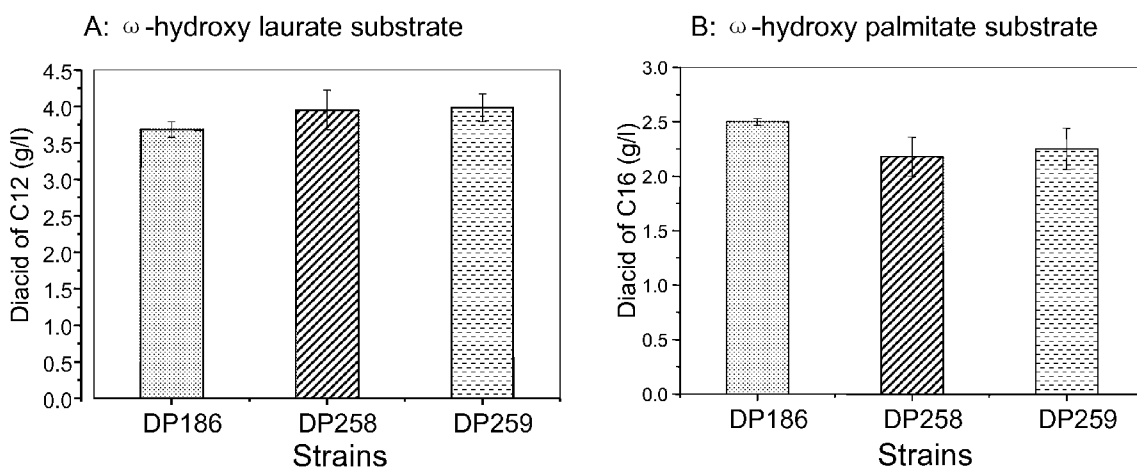 A: ω-hydroxy laurate substrate
Diacid of C12 (g/l)
4.5
4.0
3.5
3.0
2.5
2.0
1.5
1.0
0.5
0.0
DP186 DP258 DP259
Strains
B: ω-hydroxy palmitate substrate
Diacid of C16 (g/l)
3.0
2.5
2.0
1.5
1.0
0.5
0.0
DP186 DP258 DP259
Strains